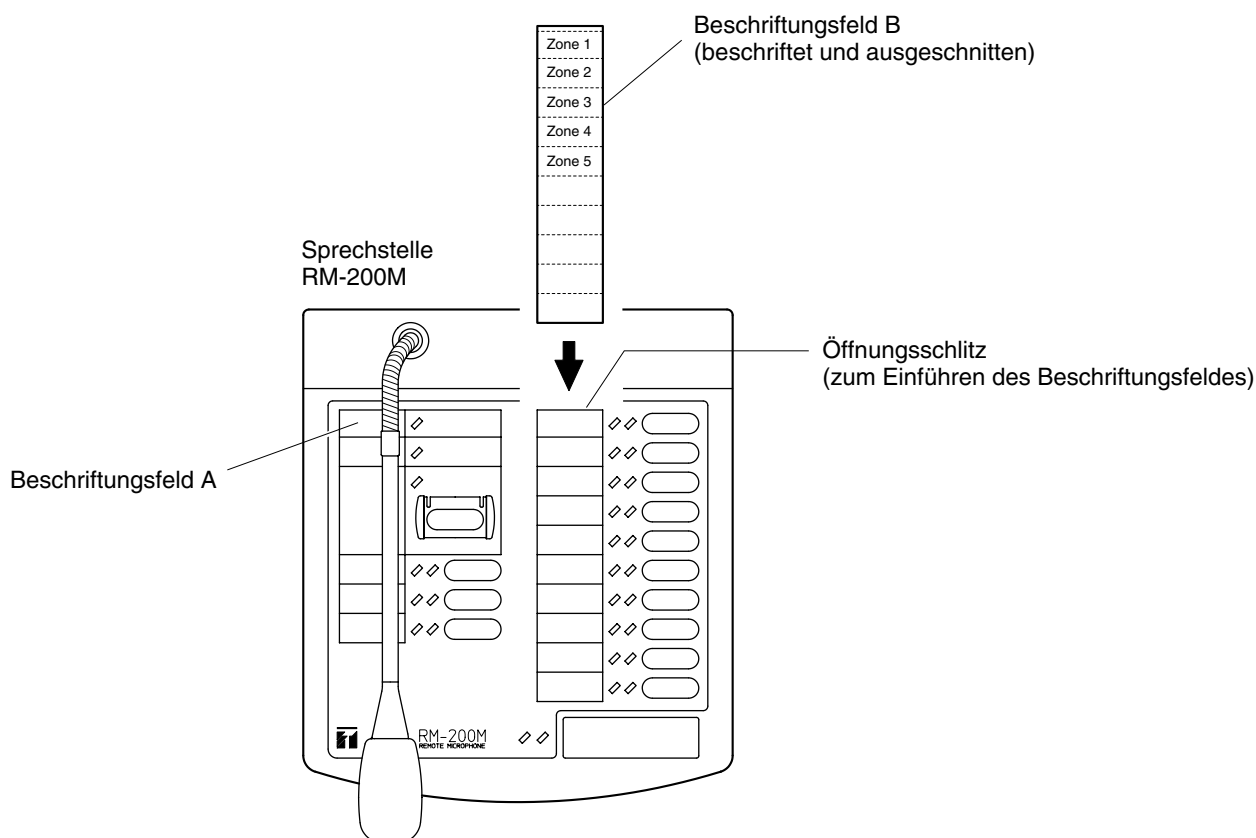 Beschriftungsfeld B
(beschriftet und ausgeschnitten)
Zone 1
Zone 2
Zone 3
Zone 4
Zone 5
Sprechstelle
RM-200M
Öffnungsschlitz
(zum Einführen des Beschriftungsfeldes)
Beschriftungsfeld A
RM-200M
REMOTE MICROPHONE